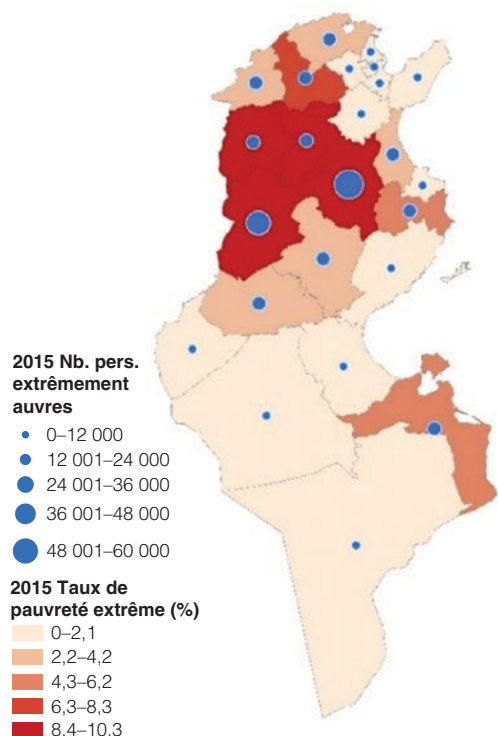 2015 Nb. pers.
extrêmement
auvres
0–12 000
12 001–24 000
24 001–36 000
36 001–48 000
48 001–60 000
2015 Taux de
pauvreté extrême (%)
0–2,1
2,2–4,2
4,3–6,2
6,3–8,3
8,4–10,3